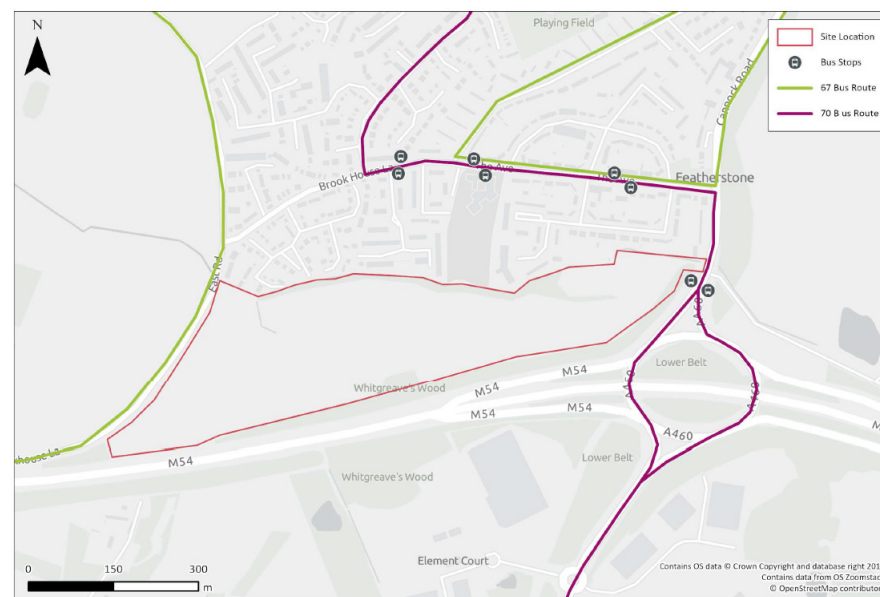 N
Playing Field
Cannock Road
Site Location
Bus Stops
67 Bus Route
70 B us Route
Brook House La
Ave
Featherstone
East Rd
A460
Lower Belt
M54
Whitgreave's Wood
M54
M54
M54
A460
A460
A460
Lower Belt
M54
Whitgreave's Wood
house La
Element Court
0 150 300
m
Contains OS data © Crown Copyright and database right 201
Contains data from OS Zoomstac
© OpenStreetMap contributor